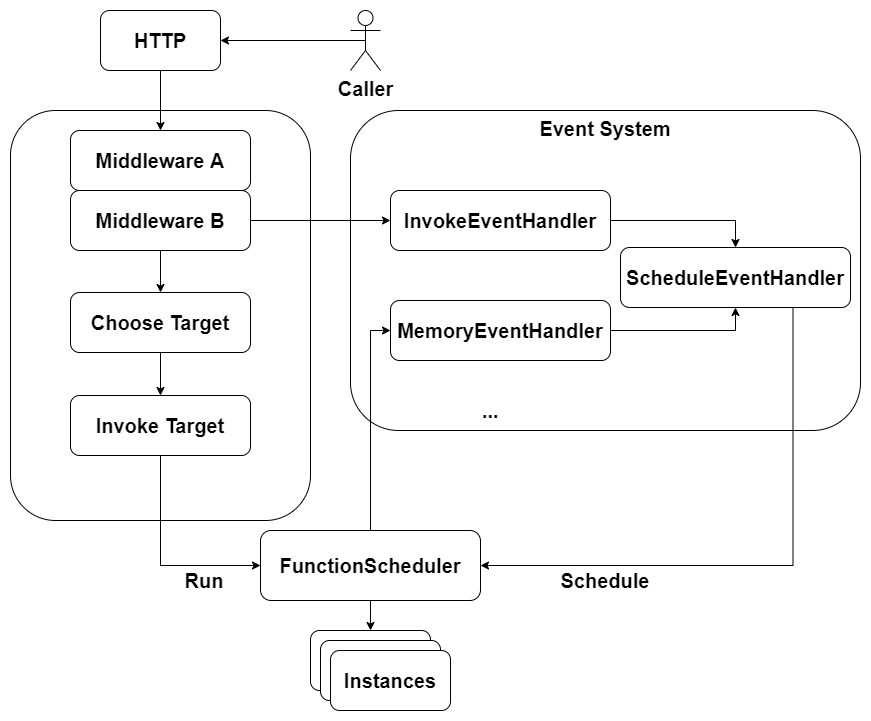 HTTP
Caller
Middleware A
Middleware B
Choose Target
Invoke Target
Event System
InvokeEventHandler
ScheduleEventHandler
MemoryEventHandler
...
Run
FunctionScheduler
Schedule
Instances